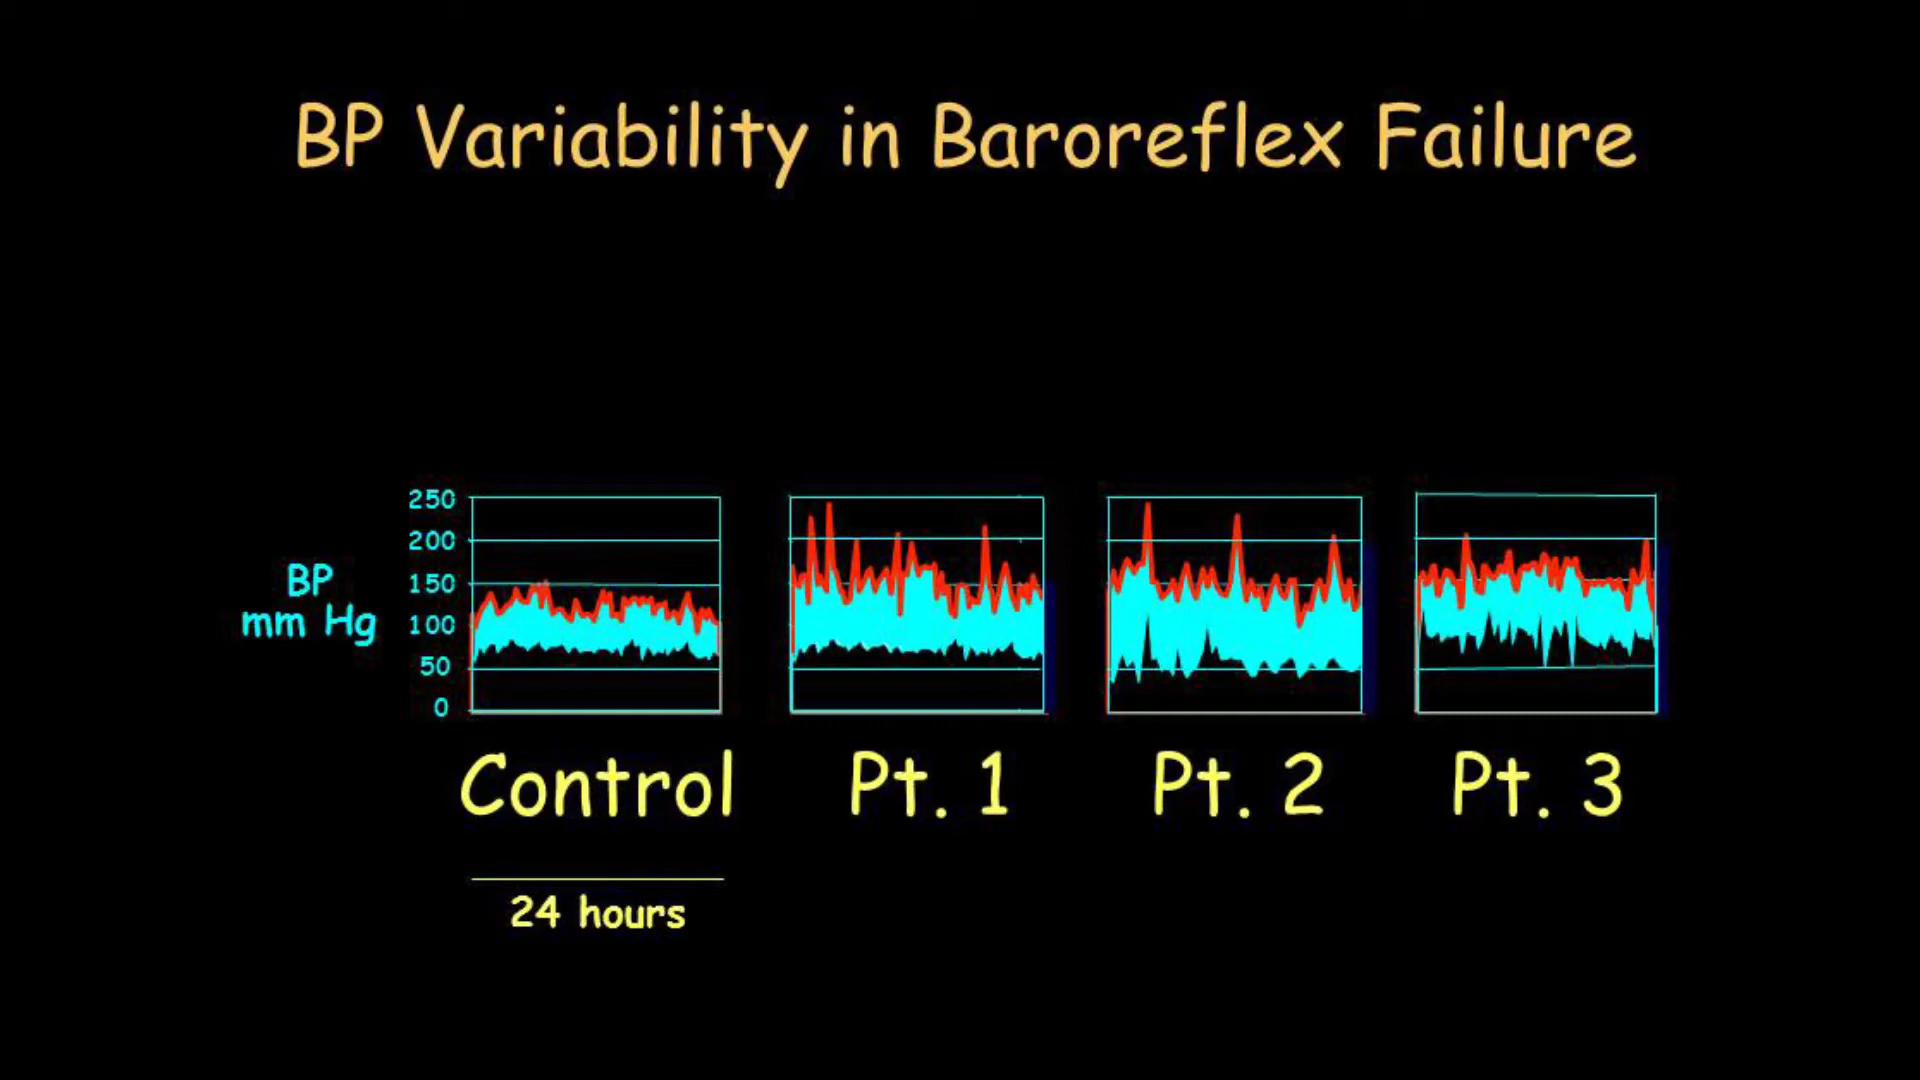 BP Variability in Baroreflex Failure
250
200
150
100
50
0
BP
mm Hg
Control
Pt. 1
Pt. 2
Pt. 3
24 hours